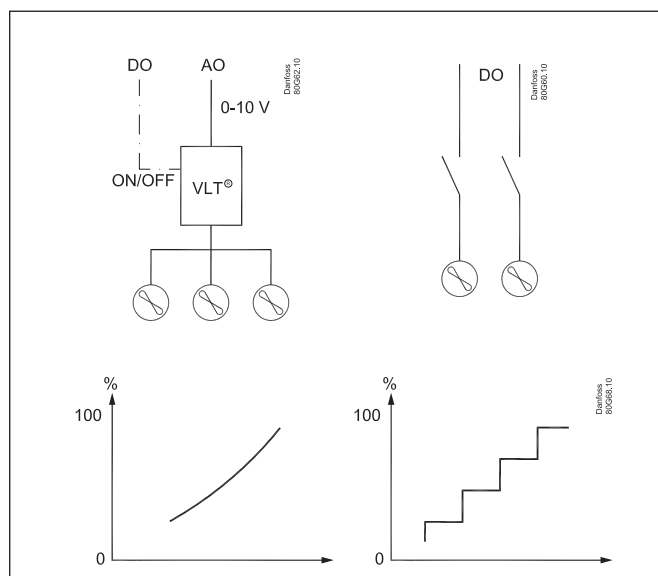 DO
AO
Danfoss
80G62.10
0-10 V
ON/OFF
VLT®
DO
Danfoss
80G60.10
%
100
0
%
100
0
Danfoss
80G68.10